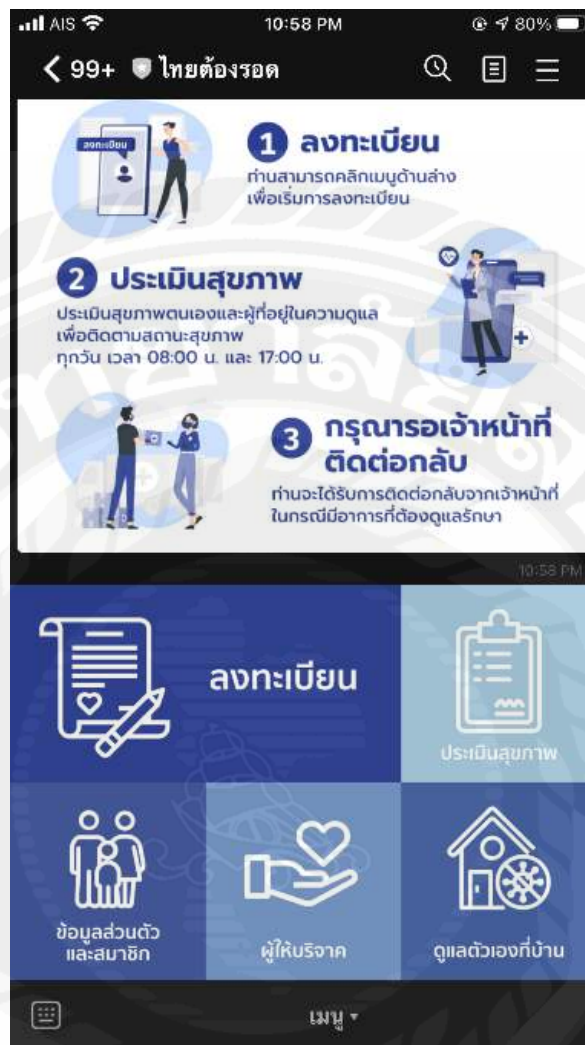 AIS
10:58 PM
80%
99+
ไทยต้องรอด
ลงทะเบียน
1 ลงทะเบียน
ท่านสามารถคลิกเมนูด้านล่าง
เพื่อเริ่มการลงทะเบียน
2 ประเมินสุขภาพ
ประเมินสุขภาพตนเองและผู้ที่อยู่ในความดูแล
เพื่อติดตามสถานะสุขภาพ
ทุกวัน เวลา 08:00 น. และ 17:00 น.
3 กรุณารอเจ้าหน้าที่
ติดต่อกลับ
ท่านจะได้รับการติดต่อกลับจากเจ้าหน้าที่
ในกรณีมีอาการที่ต้องดูแลรักษา
10:58 PM
ลงทะเบียน
ประเมินสุขภาพ
ข้อมูลส่วนตัว
และสมาชิก
ผู้ให้บริจาค
ดูแลตัวเองที่บ้าน
เมนู